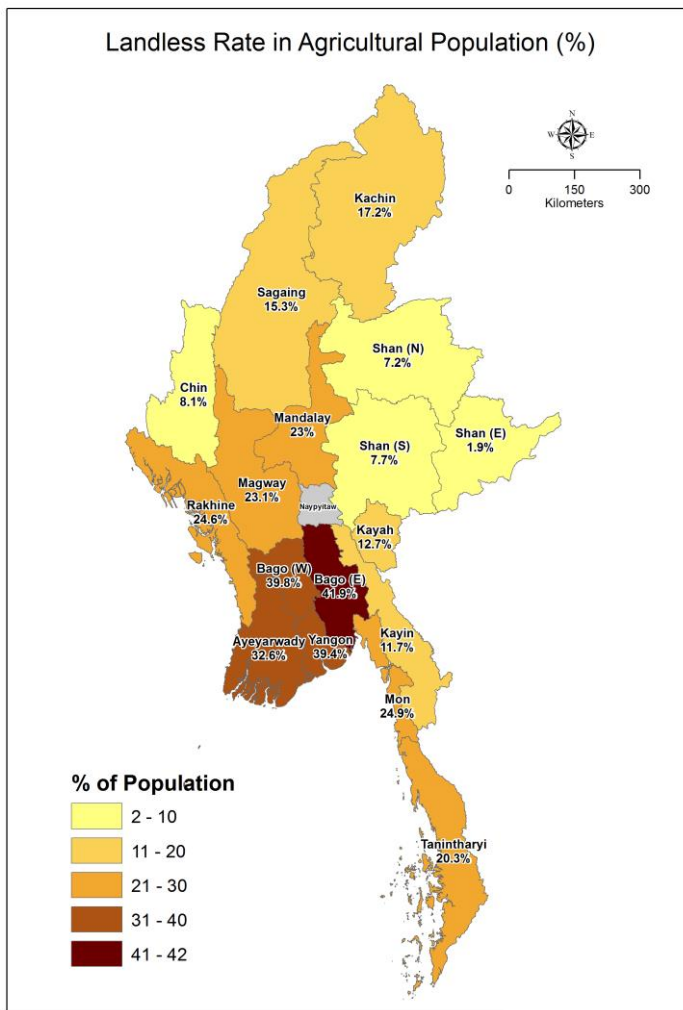 Landless Rate in Agricultural Population (%)
N
W E
S
0 150 300
Kilometers
Kachin
17.2%
Sagaing
15.3%
Shan (N)
7.2%
Chin
8.1%
Mandalay
23%
Shan (S)
7.7%
Shan (E)
1.9%
Magway
23.1%
Rakhine
24.6%
Naypyitaw
Kayah
12.7%
Bago (W)
39.8%
Bago (E)
41.9%
Ayeyarwady
32.6%
Yangon
39.4%
Kayin
11.7%
Mon
24.9%
Tanintharyi
20.3%
% of Population
2 - 10
11 - 20
21 - 30
31 - 40
41 - 42